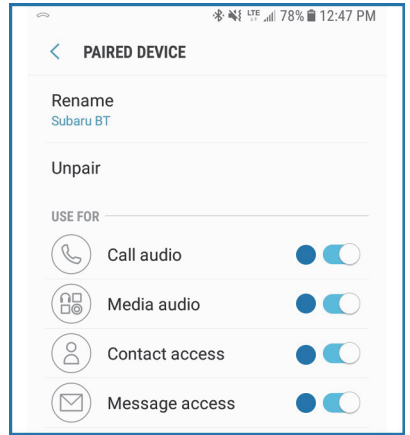 LTE 78% 12:47 PM
PAIRED DEVICE
Rename
Subaru BT
Unpair
USE FOR
Call audio
Media audio
Contact access
Message access